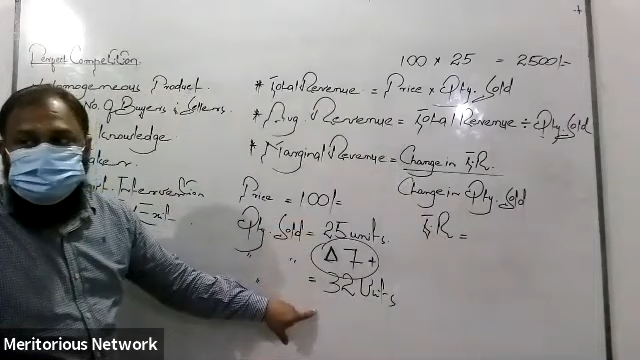 Perfect Competition.
100 × 25 = 2500/-
Homogeneous Product.
No. of Buyers & Sellers.
knowledge
Intervention
Exit
* Total Revenue = Price × Qty. Sold
* Avg. Revenue = Total Revenue ÷ Qty. Sold
* Marginal Revenue = Change in T.R.
Change in Qty. Sold
Price = 100/-
Qty. Sold = 25 units.
" " Δ 7 +
" = 32 Units
T.R =
Meritorious Network